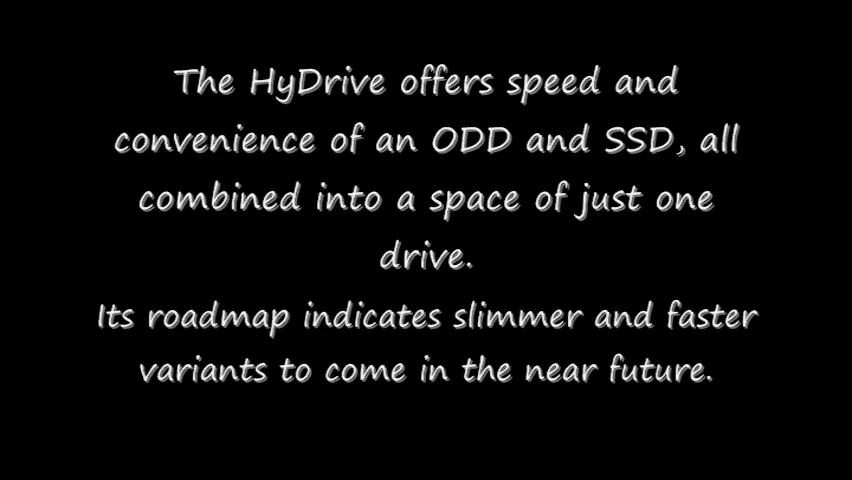 The HyDrive offers speed and
convenience of an ODD and SSD, all
combined into a space of just one
drive.
Its roadmap indicates slimmer and faster
variants to come in the near future.